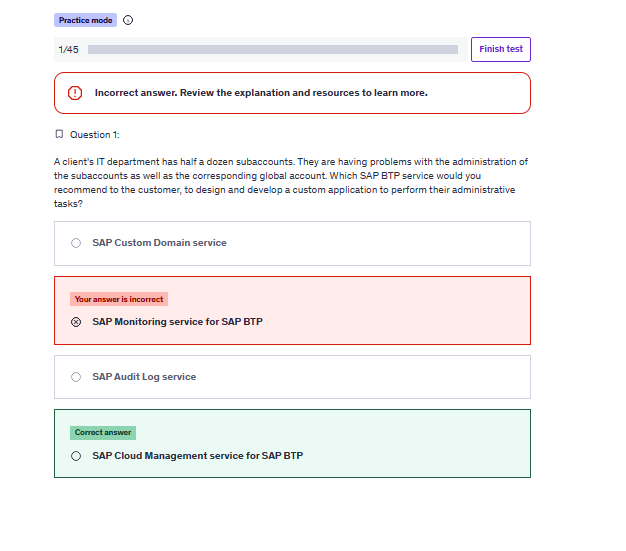 Practice mode
1/45
Finish test
Incorrect answer. Review the explanation and resources to learn more.
Question 1:
A client's IT department has half a dozen subaccounts. They are having problems with the administration of
the subaccounts as well as the corresponding global account. Which SAP BTP service would you
recommend to the customer, to design and develop a custom application to perform their administrative
tasks?
SAP Custom Domain service
Your answer is incorrect
SAP Monitoring service for SAP BTP
SAP Audit Log service
Correct answer
SAP Cloud Management service for SAP BTP